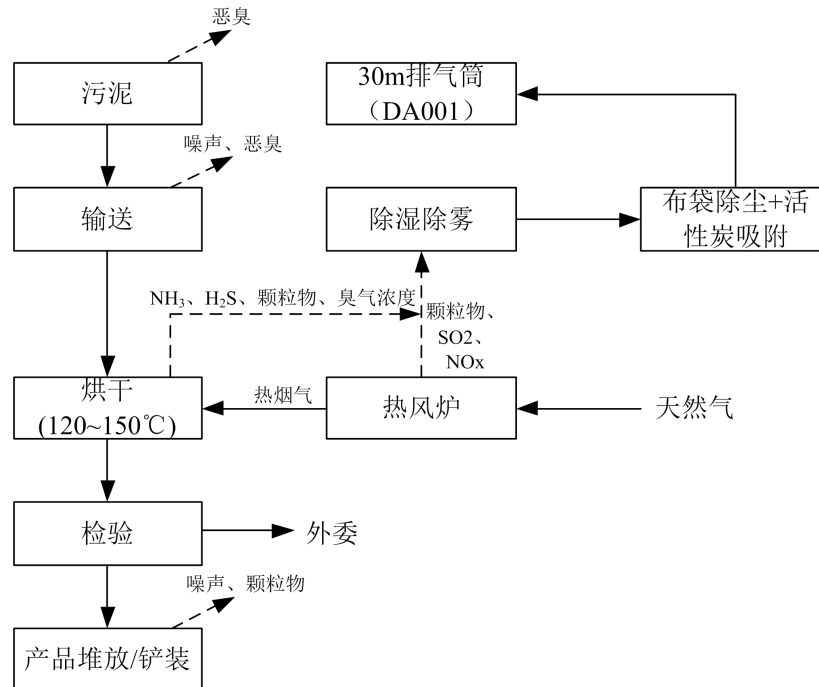 恶臭
污泥
30m排气筒
（DA001）
噪声、恶臭
输送
除湿除雾
布袋除尘+活
性炭吸附
NH₃、H₂S、颗粒物、臭气浓度
颗粒物、
SO2、
NOx
烘干
(120~150℃)
热烟气
热风炉
天然气
检验
外委
噪声、颗粒物
产品堆放/铲装